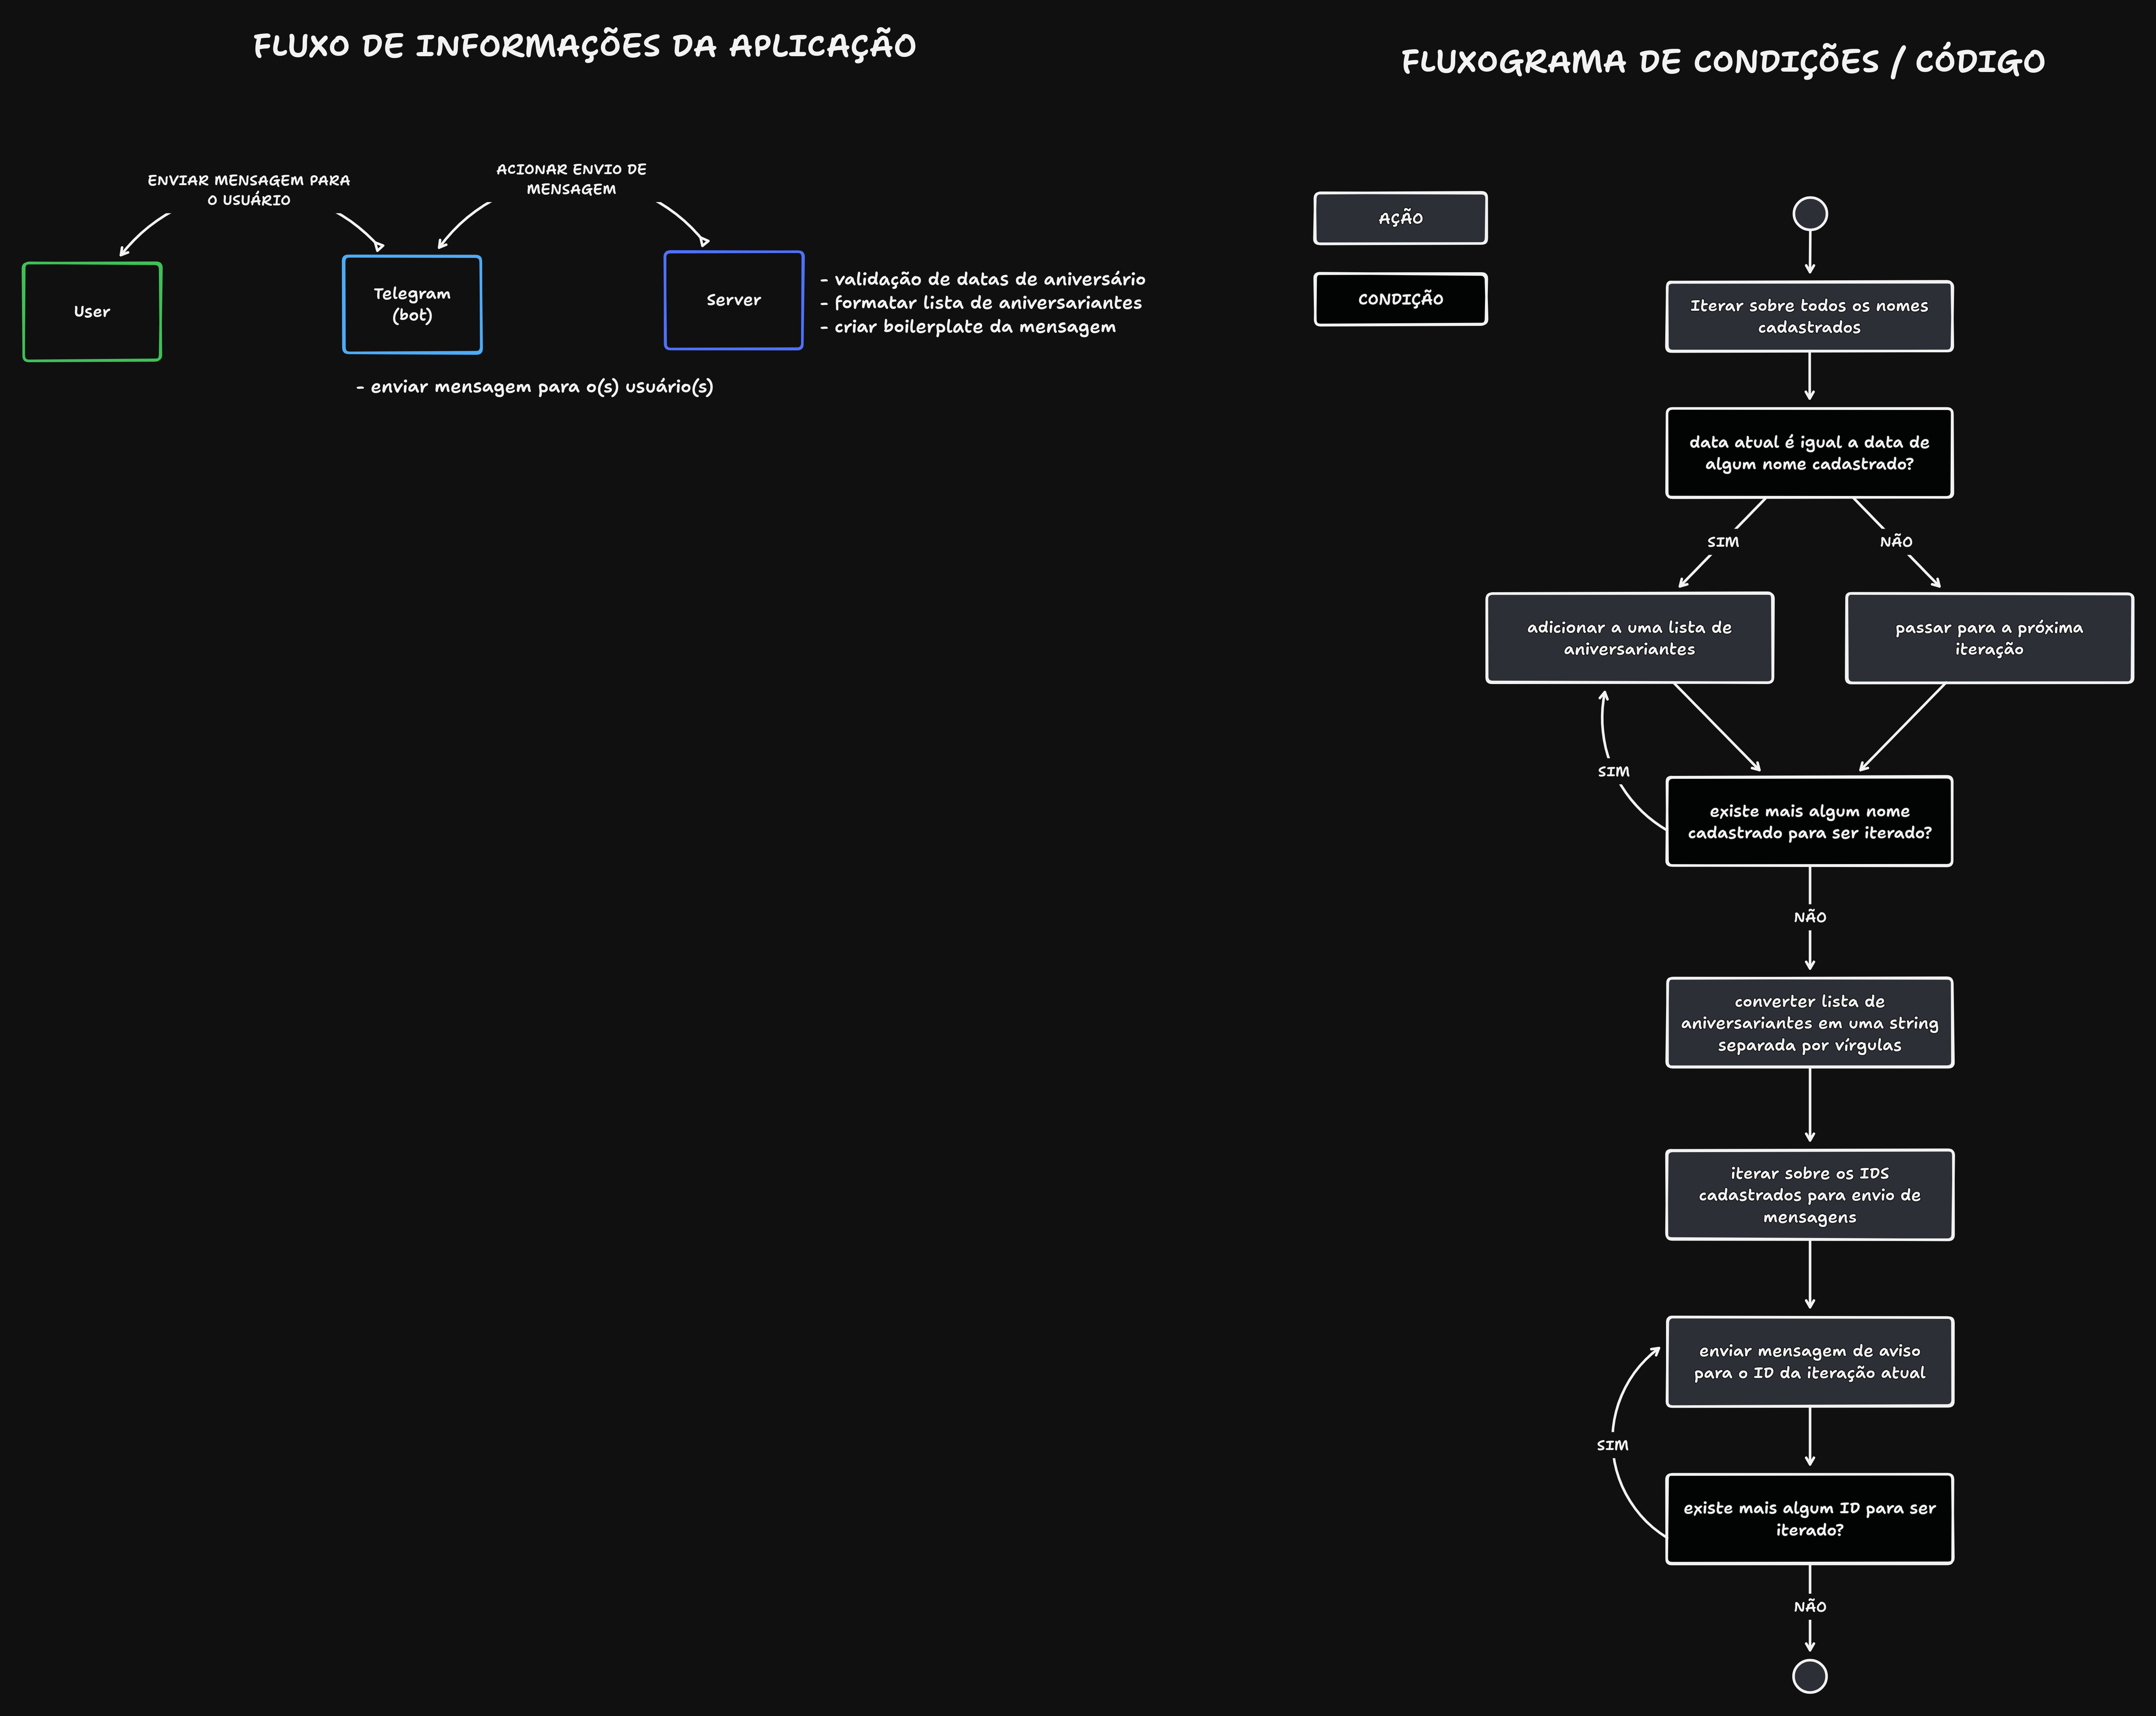 FLUXO DE INFORMAÇÕES DA APLICAÇÃO
ENVIAR MENSAGEM PARA
O USUÁRIO
ACIONAR ENVIO DE
MENSAGEM
User
Telegram
(bot)
Server
- validação de datas de aniversário
- formatar lista de aniversariantes
- criar boilerplate da mensagem
- enviar mensagem para o(s) usuário(s)
FLUXOGRAMA DE CONDIÇÕES / CÓDIGO
AÇÃO
CONDIÇÃO
Iterar sobre todos os nomes
cadastrados
data atual é igual a data de
algum nome cadastrado?
SIM
NÃO
adicionar a uma lista de
aniversariantes
passar para a próxima
iteração
SIM
existe mais algum nome
cadastrado para ser iterado?
NÃO
converter lista de
aniversariantes em uma string
separada por vírgulas
iterar sobre os IDS
cadastrados para envio de
mensagens
enviar mensagem de aviso
para o ID da iteração atual
SIM
existe mais algum ID para ser
iterado?
NÃO